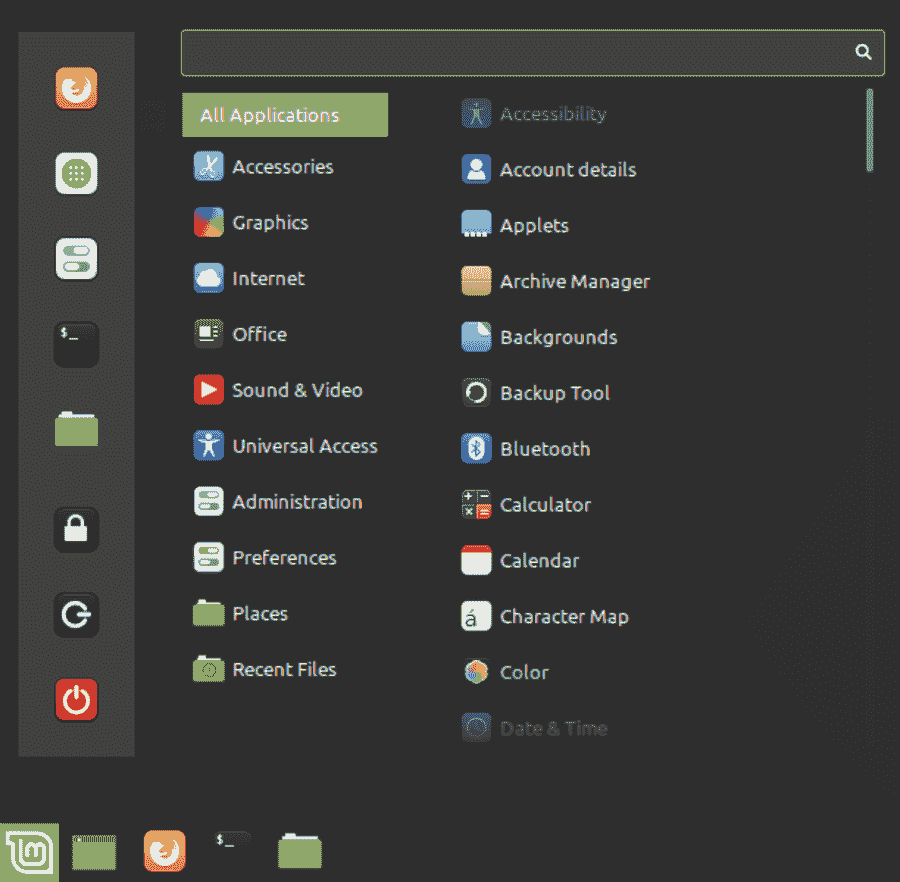 All Applications
Accessories
Graphics
Internet
Office
Sound & Video
Universal Access
Administration
Preferences
Places
Recent Files
Accessibility
Account details
Applets
Archive Manager
Backgrounds
Backup Tool
Bluetooth
Calculator
Calendar
Character Map
Color
Date & Time